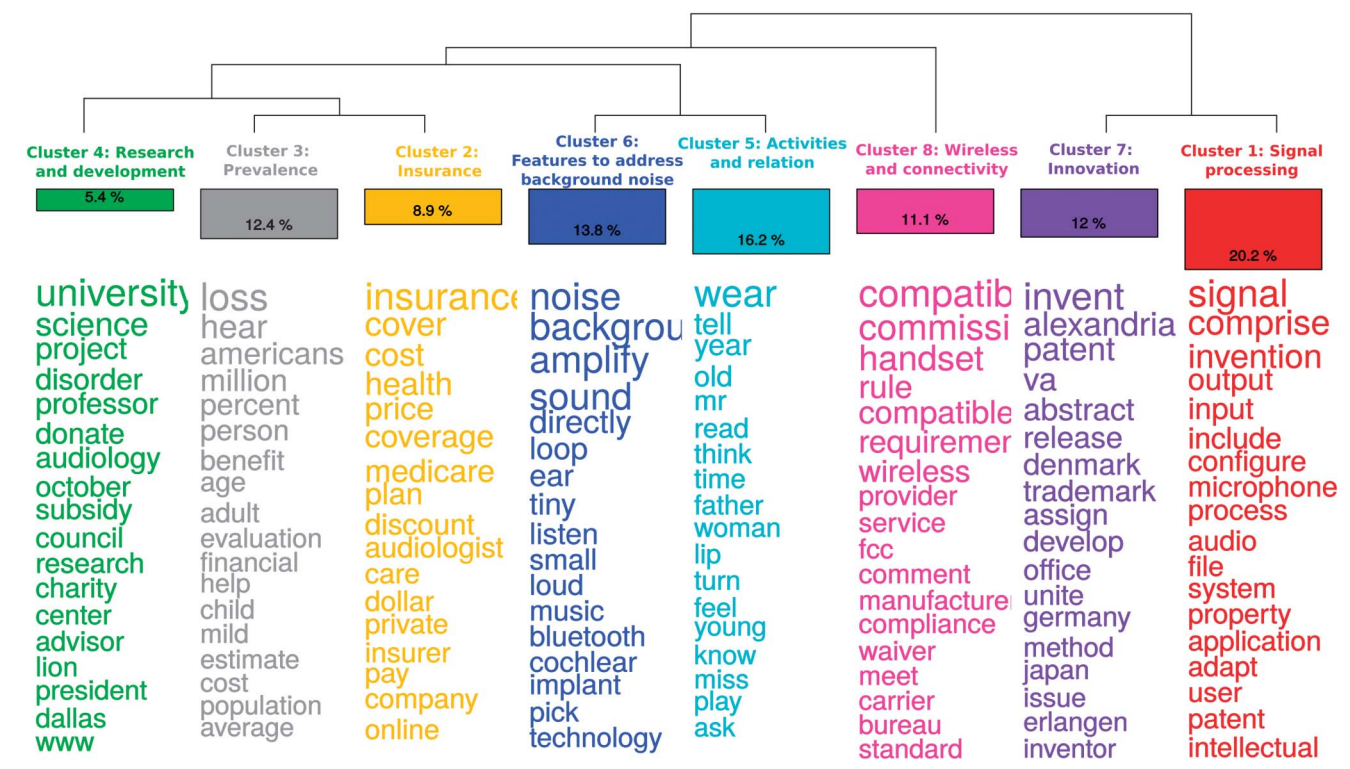 Cluster 4: Research
and development
5.4 %
university
science
project
disorder
professor
donate
audiology
october
subsidy
council
research
charity
center
advisor
lion
president
dallas
www
Cluster 3:
Prevalence
12.4 %
loss
hear
americans
million
percent
person
benefit
age
adult
evaluation
financial
help
child
mild
estimate
cost
population
average
Cluster 2:
Insurance
8.9 %
insurance
cover
cost
health
price
coverage
medicare
plan
discount
audiologist
care
dollar
private
insurer
pay
company
online
Cluster 6:
Features to address
background noise
13.8 %
noise
backgrou
amplify
sound
directly
loop
ear
tiny
listen
small
loud
music
bluetooth
cochlear
implant
pick
technology
Cluster 5: Activities
and relation
16.2 %
wear
tell
year
old
mr
read
think
time
father
woman
lip
turn
feel
young
know
miss
play
ask
Cluster 8: Wireless
and connectivity
11.1 %
compatib
commissi
handset
rule
compatible
requiremer
wireless
provider
service
fcc
comment
manufacture
compliance
waiver
meet
carrier
bureau
standard
Cluster 7:
Innovation
12 %
invent
alexandria
patent
va
abstract
release
denmark
trademark
assign
develop
office
unite
germany
method
japan
issue
erlangen
inventor
Cluster 1: Signal
processing
20.2 %
signal
comprise
invention
output
input
include
configure
microphone
process
audio
file
system
property
application
adapt
user
patent
intellectual